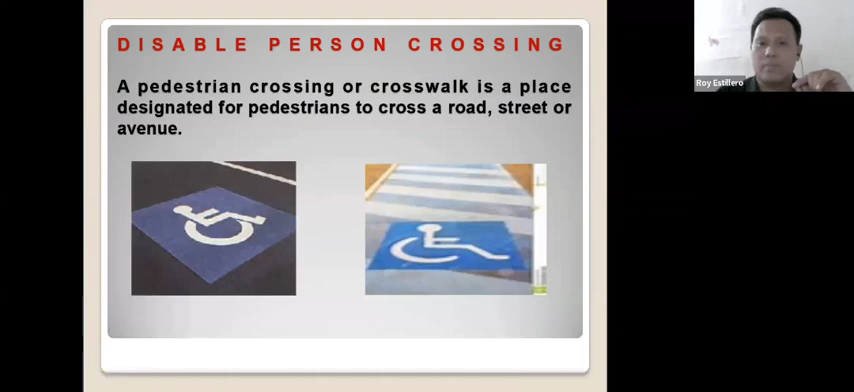 DISABLE PERSON CROSSING
A pedestrian crossing or crosswalk is a place
designated for pedestrians to cross a road, street or
avenue.
Roy Estillero